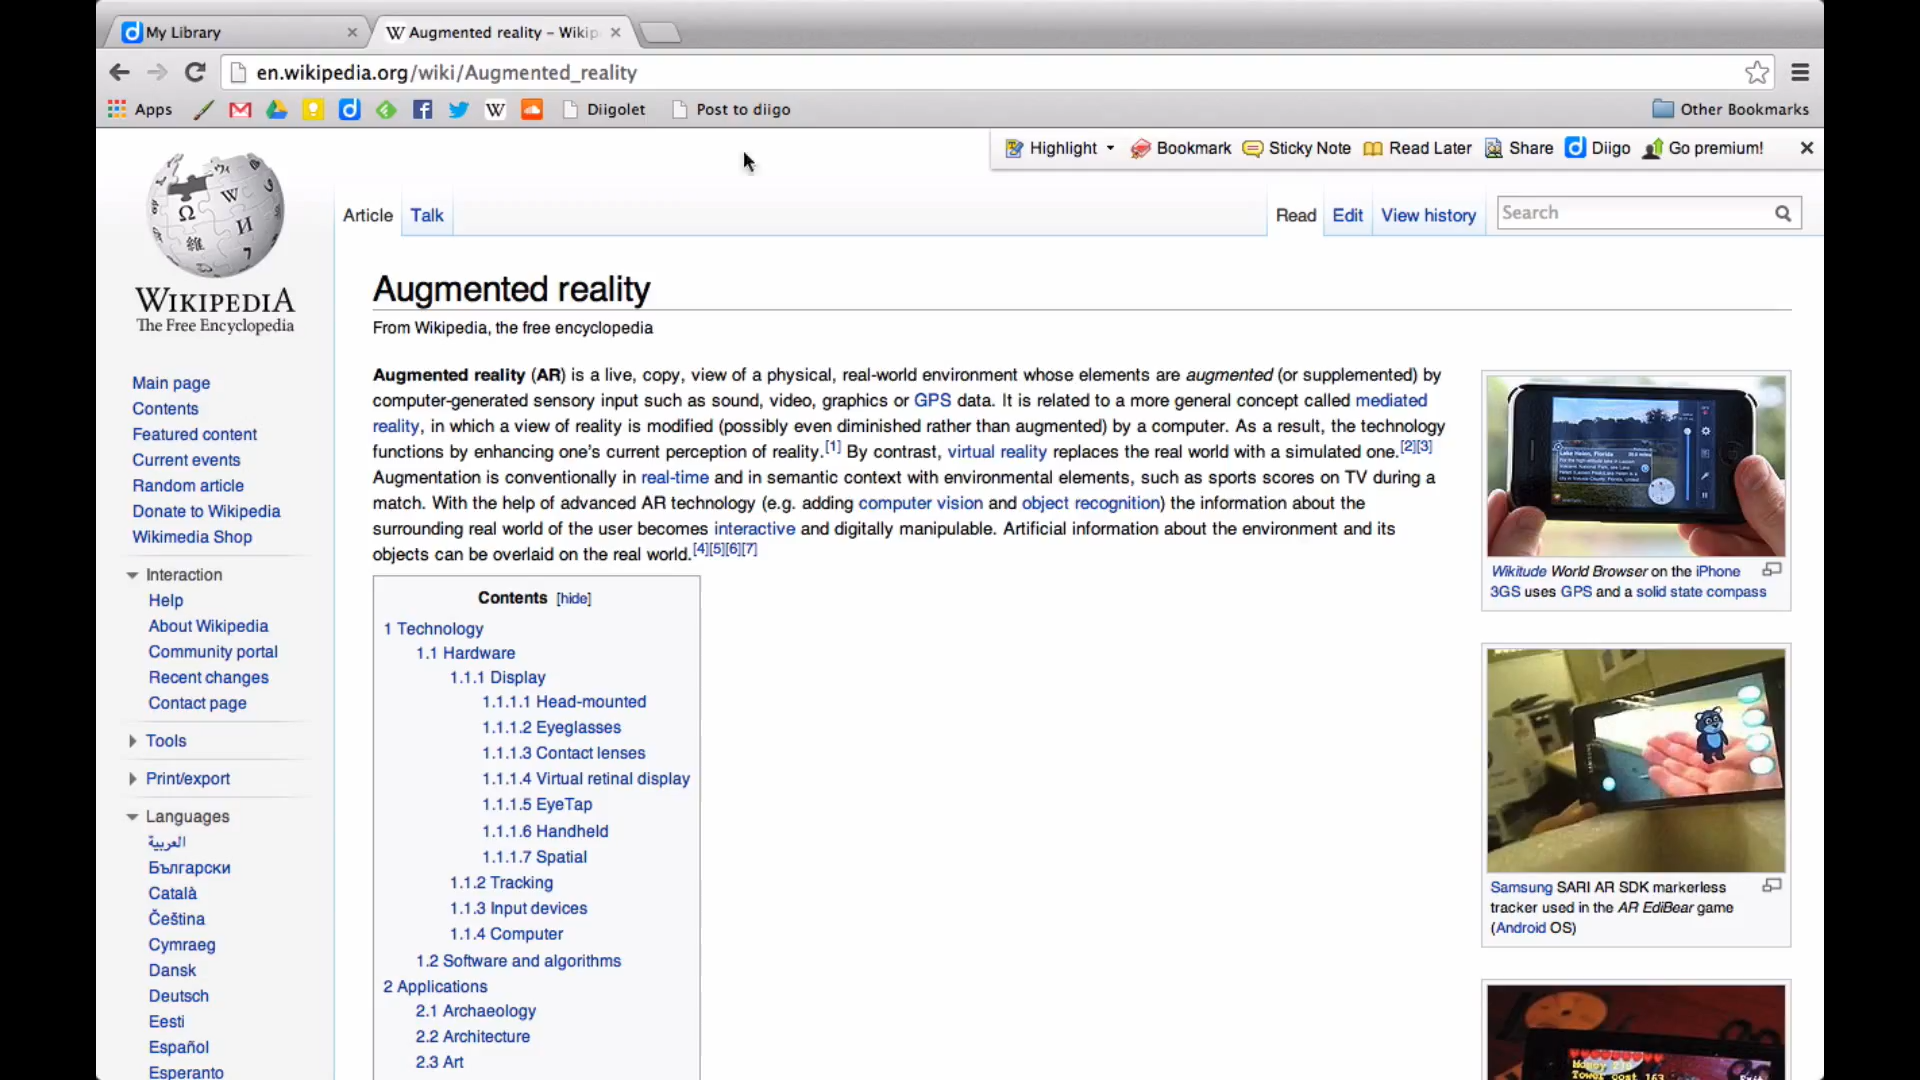 My Library
Augmented reality – Wikip
en.wikipedia.org/wiki/Augmented_reality
Apps
Diigolet
Post to diigo
Other Bookmarks
Highlight
Bookmark
Sticky Note
Read Later
Share
Diigo
Go premium!
Article
Talk
Read
Edit
View history
Search
WIKIPEDIA
The Free Encyclopedia
Main page
Contents
Featured content
Current events
Random article
Donate to Wikipedia
Wikimedia Shop
Interaction
Help
About Wikipedia
Community portal
Recent changes
Contact page
Tools
Print/export
Languages
العربية
Български
Català
Čeština
Cymraeg
Dansk
Deutsch
Eesti
Español
Esperanto
Augmented reality
From Wikipedia, the free encyclopedia
Augmented reality (AR) is a live, copy, view of a physical, real-world environment whose elements are augmented (or supplemented) by
computer-generated sensory input such as sound, video, graphics or GPS data. It is related to a more general concept called mediated
reality, in which a view of reality is modified (possibly even diminished rather than augmented) by a computer. As a result, the technology
functions by enhancing one's current perception of reality.[1] By contrast, virtual reality replaces the real world with a simulated one.[2][3]
Augmentation is conventionally in real-time and in semantic context with environmental elements, such as sports scores on TV during a
match. With the help of advanced AR technology (e.g. adding computer vision and object recognition) the information about the
surrounding real world of the user becomes interactive and digitally manipulable. Artificial information about the environment and its
objects can be overlaid on the real world.[4][5][6][7]
Contents [hide]
1 Technology
1.1 Hardware
1.1.1 Display
1.1.1.1 Head-mounted
1.1.1.2 Eyeglasses
1.1.1.3 Contact lenses
1.1.1.4 Virtual retinal display
1.1.1.5 EyeTap
1.1.1.6 Handheld
1.1.1.7 Spatial
1.1.2 Tracking
1.1.3 Input devices
1.1.4 Computer
1.2 Software and algorithms
2 Applications
2.1 Archaeology
2.2 Architecture
2.3 Art
Lake Helen, Florida
Wikitude World Browser on the iPhone
3GS uses GPS and a solid state compass
Samsung SARI AR SDK markerless
tracker used in the AR EdiBear game
(Android OS)
Tower cost 163